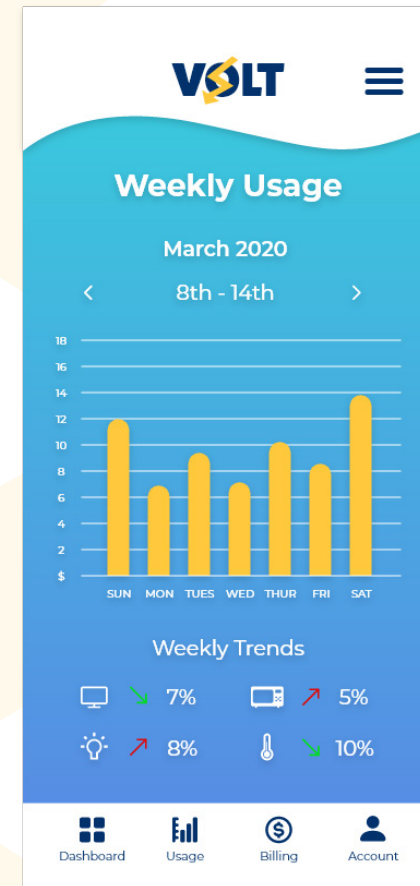 VOLT
Weekly Usage
March 2020
< 8th - 14th >
18
16
14
12
10
8
6
4
2
$
SUN MON TUES WED THUR FRI SAT
Weekly Trends
7% 5%
8% 10%
Dashboard Usage Billing Account